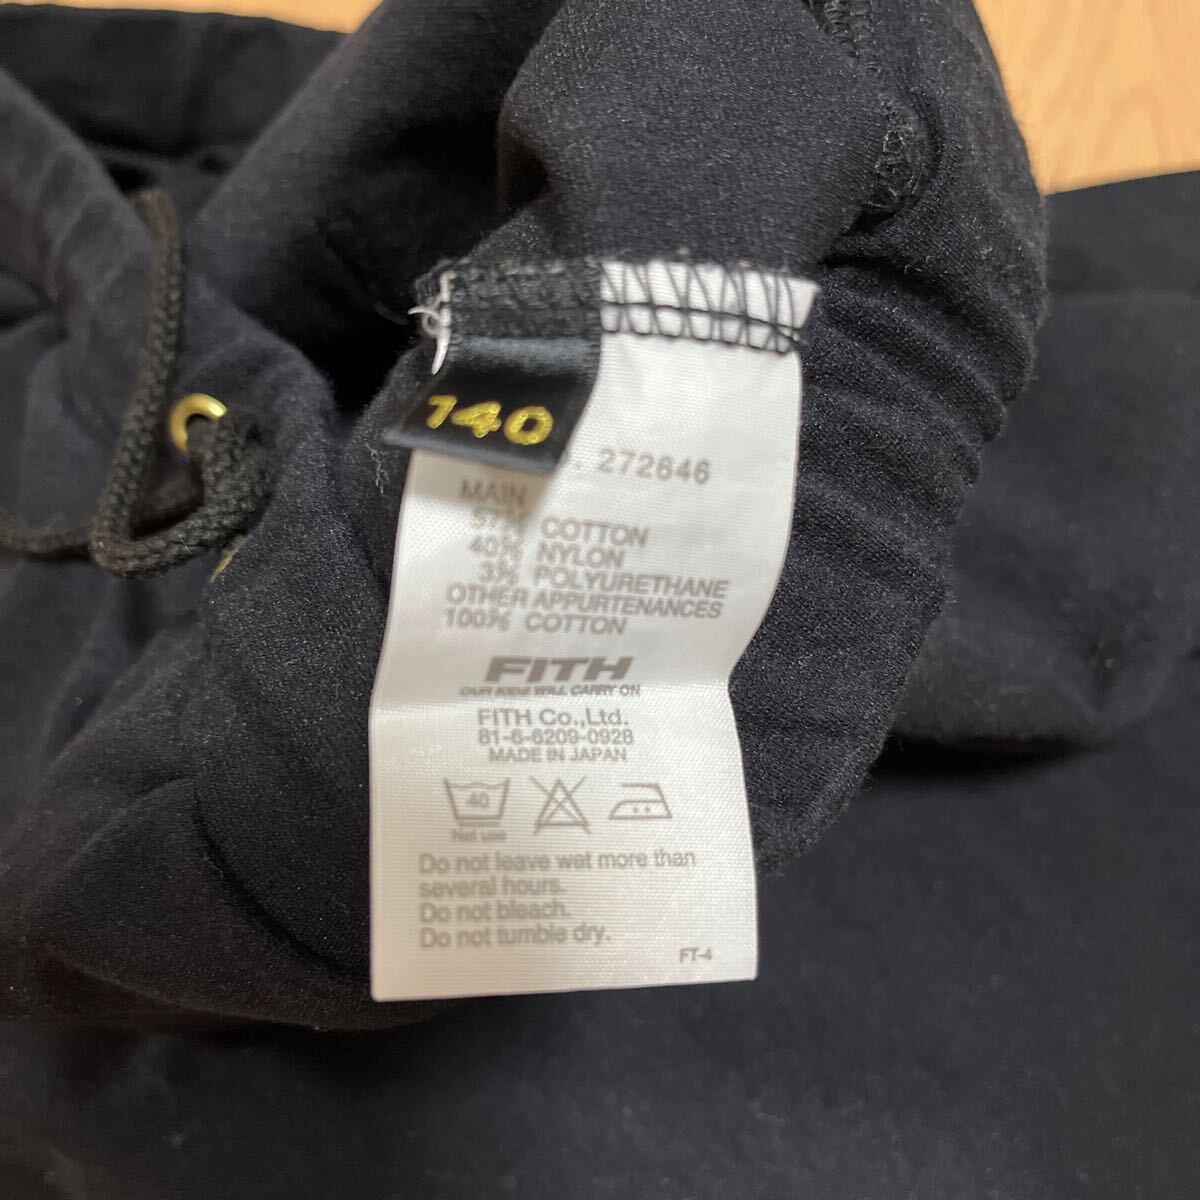 140
272646
MAIN
57% COTTON
40% NYLON
3% POLYURETHANE
OTHER APPURTENANCES
100% COTTON
FITH
OUR KIDS WILL CARRY ON
FITH Co.,Ltd.
81-6-6209-0928
MADE IN JAPAN
40
Not use
Do not leave wet more than
several hours.
Do not bleach.
Do not tumble dry.
FT-4